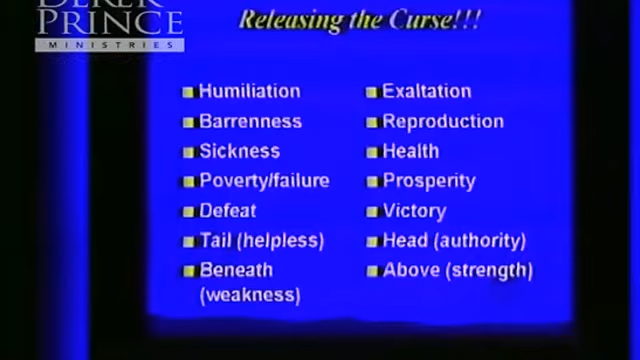 DEREK
PRINCE
MINISTRIES
Releasing the Curse!!!
Humiliation
Barrenness
Sickness
Poverty/failure
Defeat
Tail (helpless)
Beneath
(weakness)
Exaltation
Reproduction
Health
Prosperity
Victory
Head (authority)
Above (strength)